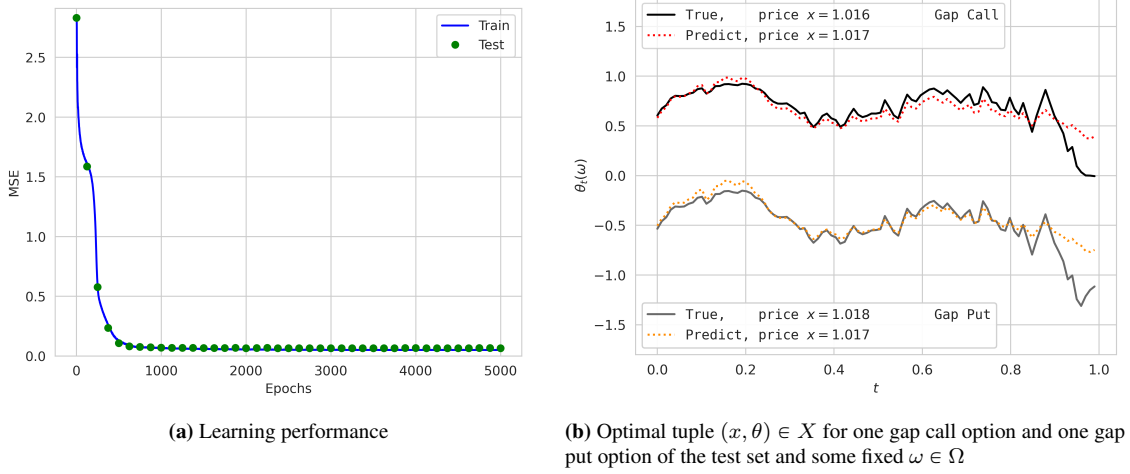 2.5
2.0
1.5
1.0
0.5
0.0
MSE
0 1000 2000 3000 4000 5000
Epochs
Train
Test
(a) Learning performance
1.5
1.0
0.5
0.0
−0.5
−1.0
−1.5
θt(ω)
True, price x = 1.016 Gap Call
Predict, price x = 1.017
True, price x = 1.018 Gap Put
Predict, price x = 1.017
0.0 0.2 0.4 0.6 0.8 1.0
t
(b) Optimal tuple (x, θ) ∈ X for one gap call option and one gap
put option of the test set and some fixed ω ∈ Ω